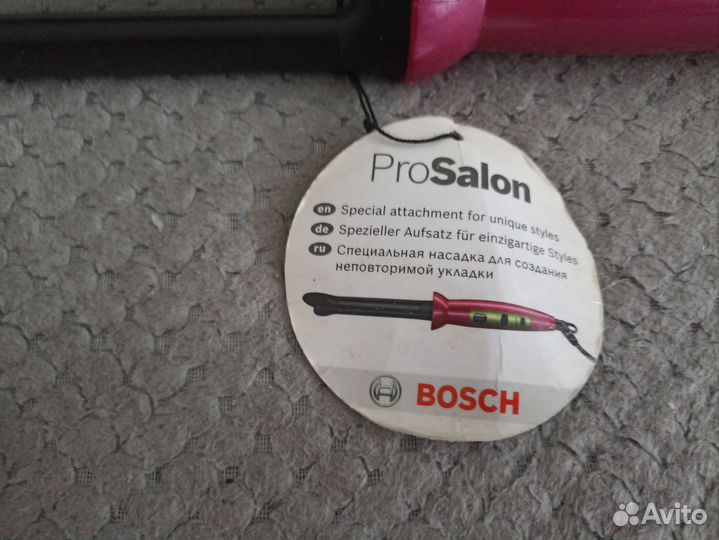 ProSalon
en Special attachment for unique styles
de Spezieller Aufsatz für einzigartige Styles
ru Специальная насадка для создания
неповторимой укладки
BOSCH
Avito